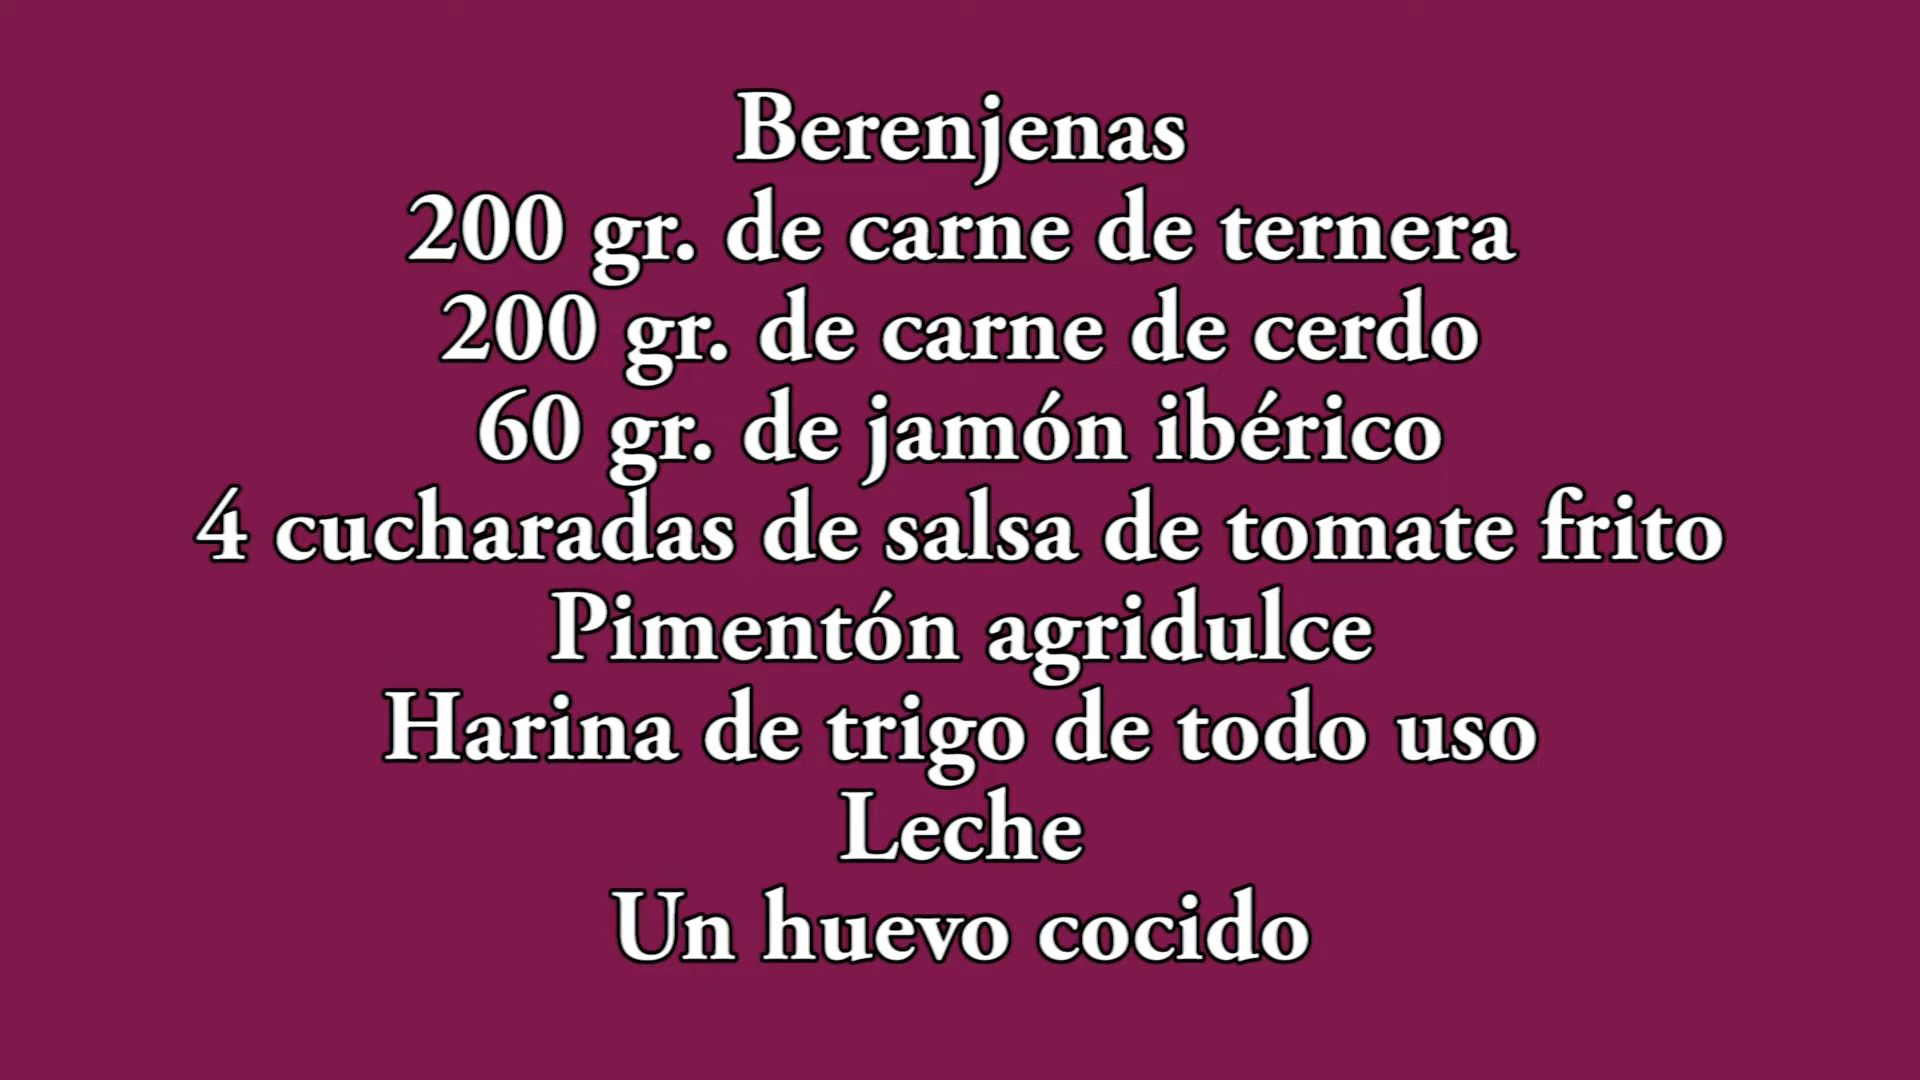 Berenjenas
200 gr. de carne de ternera
200 gr. de carne de cerdo
60 gr. de jamón ibérico
4 cucharadas de salsa de tomate frito
Pimentón agridulce
Harina de trigo de todo uso
Leche
Un huevo cocido